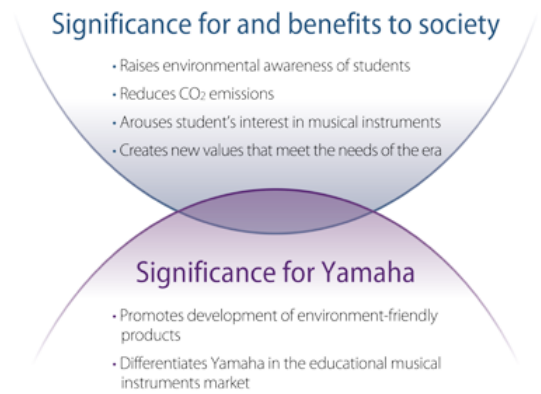 Significance for and benefits to society
• Raises environmental awareness of students
• Reduces CO₂ emissions
• Arouses student's interest in musical instruments
• Creates new values that meet the needs of the era
Significance for Yamaha
• Promotes development of environment-friendly
products
• Differentiates Yamaha in the educational musical
instruments market